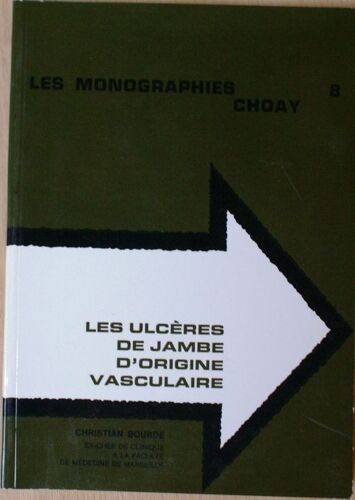 LES MONOGRAPHIES 8
CHOAY
LES ULCÈRES
DE JAMBE
D'ORIGINE
VASCULAIRE
CHRISTIAN BOURDE
EX-CHEF DE CLINIQUE
A LA FACULTÉ
DE MÉDECINE DE MARSEILLE